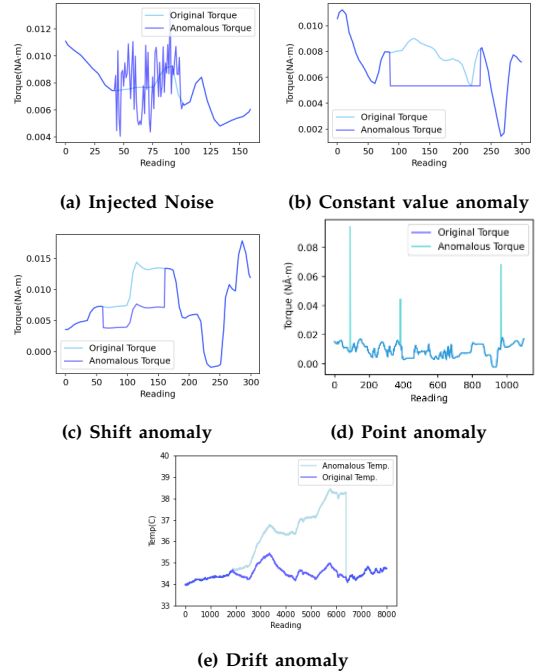 Original Torque
Anomalous Torque
Torque(NA·m)
0.012
0.010
0.008
0.006
0.004
0 25 50 75 100 125 150
Reading
(a) Injected Noise
Original Torque
Anomalous Torque
Torque(NA·m)
0.010
0.008
0.006
0.004
0.002
0 50 100 150 200 250 300
Reading
(b) Constant value anomaly
Original Torque
Anomalous Torque
Torque(NA·m)
0.015
0.010
0.005
0.000
0 50 100 150 200 250 300
Reading
(c) Shift anomaly
Original Torque
Anomalous Torque
Torque (NÂ·m)
0.08
0.06
0.04
0.02
0.00
0 200 400 600 800 1000
Reading
(d) Point anomaly
Anomalous Temp.
Original Temp.
Temp(C)
40
39
38
37
36
35
34
33
0 1000 2000 3000 4000 5000 6000 7000 8000
Reading
(e) Drift anomaly